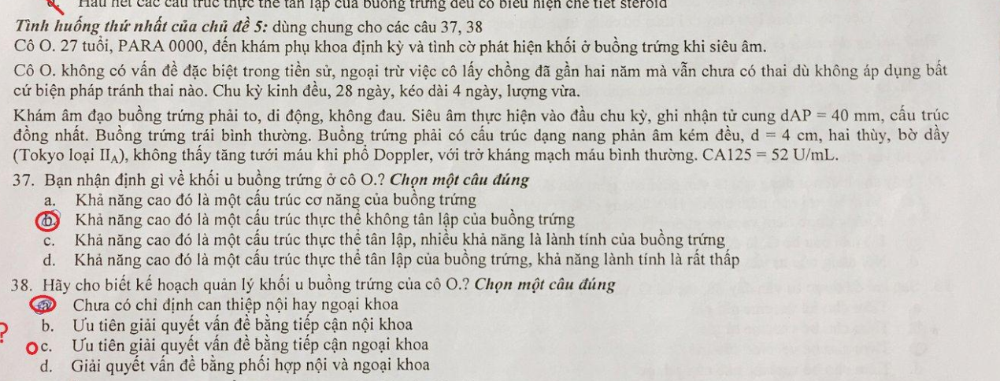 Hầu hết các cấu trúc thực thể tân lập của buồng trứng đều có biểu hiện chế tiết steroid
Tình huống thứ nhất của chủ đề 5: dùng chung cho các câu 37, 38
Cô O. 27 tuổi, PARA 0000, đến khám phụ khoa định kỳ và tình cờ phát hiện khối ở buồng trứng khi siêu âm.
Cô O. không có vấn đề đặc biệt trong tiền sử, ngoại trừ việc cô lấy chồng đã gần hai năm mà vẫn chưa có thai dù không áp dụng bất
cứ biện pháp tránh thai nào. Chu kỳ kinh đều, 28 ngày, kéo dài 4 ngày, lượng vừa.
Khám âm đạo buồng trứng phải to, di động, không đau. Siêu âm thực hiện vào đầu chu kỳ, ghi nhận tử cung dAP = 40 mm, cấu trúc
đồng nhất. Buồng trứng trái bình thường. Buồng trứng phải có cấu trúc dạng nang phản âm kém đều, d = 4 cm, hai thùy, bờ dầy
(Tokyo loại IIA), không thấy tăng tưới máu khi phổ Doppler, với trở kháng mạch máu bình thường. CA125 = 52 U/mL.
37. Bạn nhận định gì về khối u buồng trứng ở cô O.? Chọn một câu đúng
a. Khả năng cao đó là một cấu trúc cơ năng của buồng trứng
b. Khả năng cao đó là một cấu trúc thực thể không tân lập của buồng trứng
c. Khả năng cao đó là một cấu trúc thực thể tân lập, nhiều khả năng là lành tính của buồng trứng
d. Khả năng cao đó là một cấu trúc thực thể tân lập của buồng trứng, khả năng lành tính là rất thấp
38. Hãy cho biết kế hoạch quản lý khối u buồng trứng của cô O.? Chọn một câu đúng
a. Chưa có chỉ định can thiệp nội hay ngoại khoa
? b. Ưu tiên giải quyết vấn đề bằng tiếp cận nội khoa
c. Ưu tiên giải quyết vấn đề bằng tiếp cận ngoại khoa
d. Giải quyết vấn đề bằng phối hợp nội và ngoại khoa